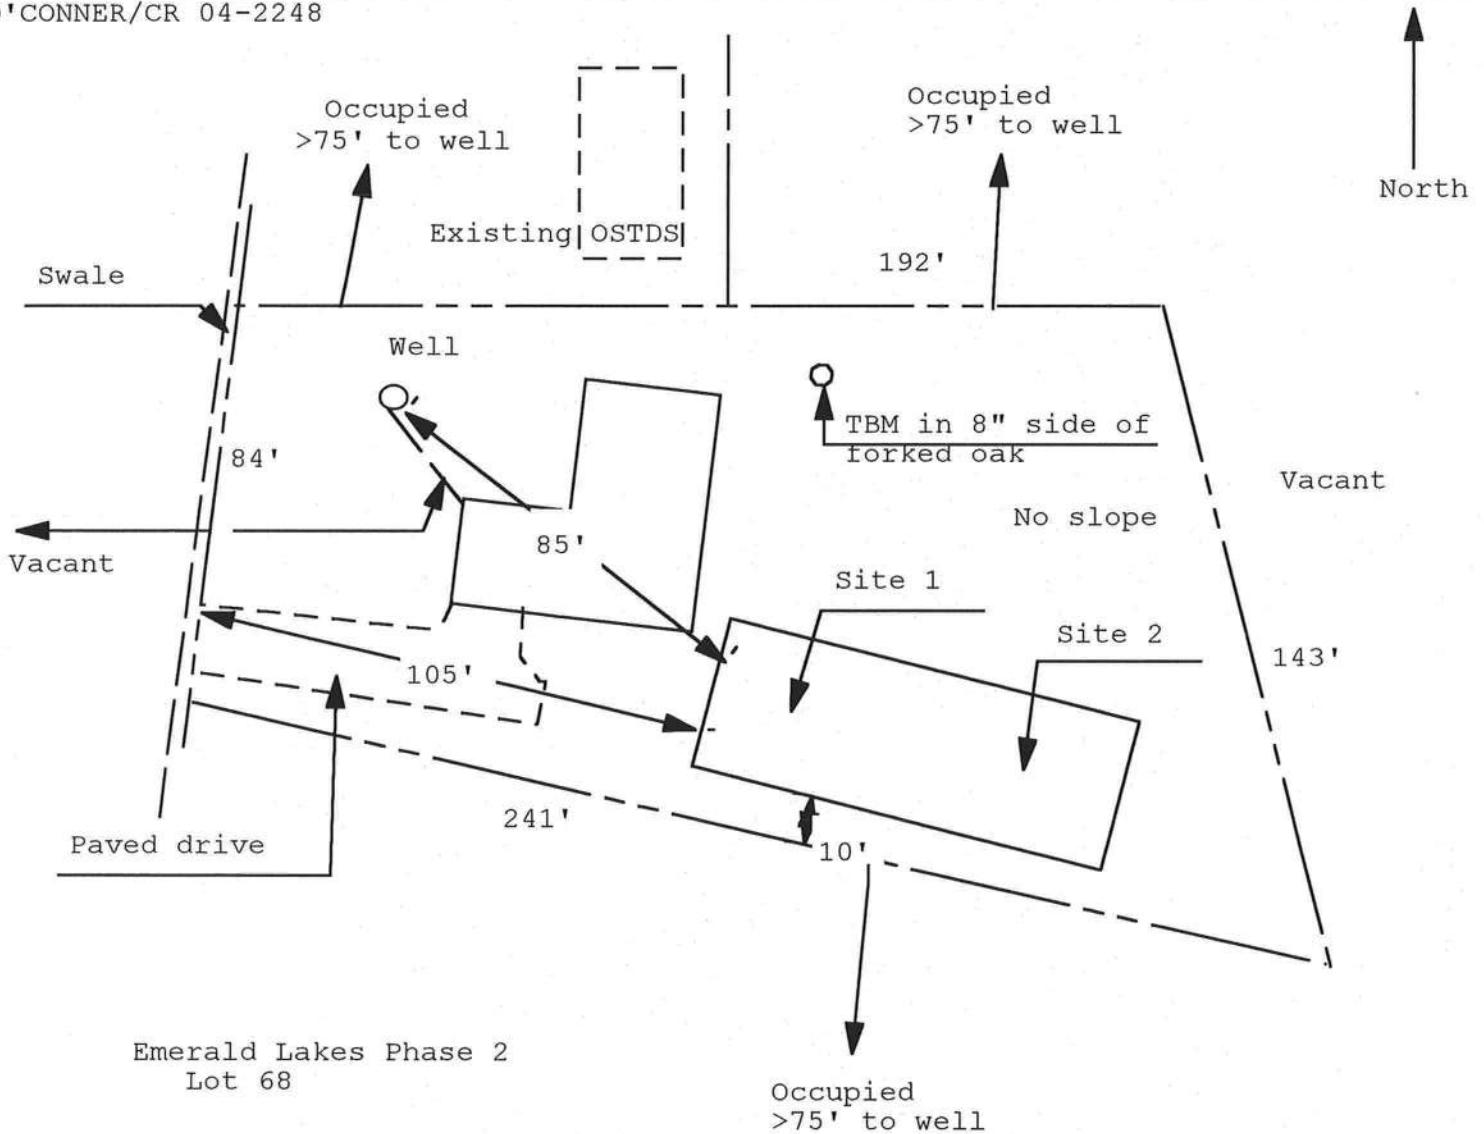 O'CONNER/CR 04-2248
Occupied
>75' to well
Occupied
>75' to well
North
Existing OSTDS
192'
Swale
Well
TBM in 8" side of
forked oak
84'
Vacant
No slope
85'
Vacant
Site 1
Site 2
143'
105'
241'
Paved drive
10'
Emerald Lakes Phase 2
Lot 68
Occupied
>75' to well